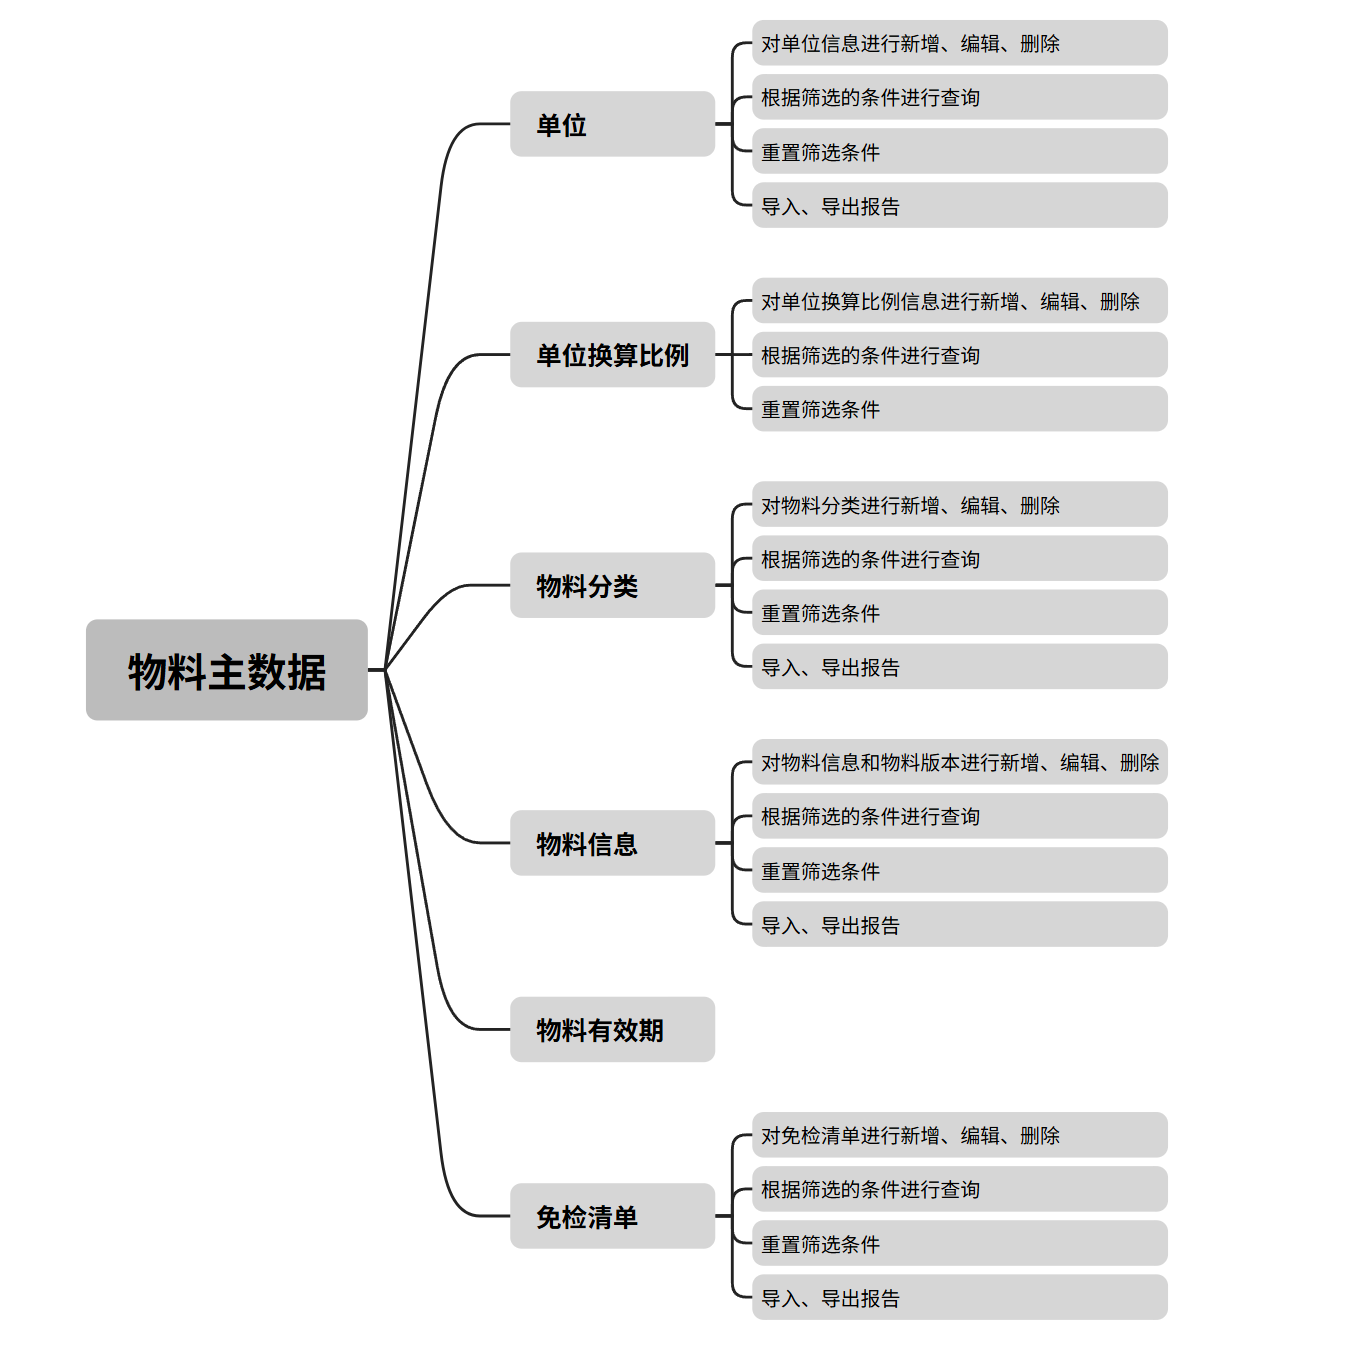 物料主数据
单位
对单位信息进行新增、编辑、删除
根据筛选的条件进行查询
重置筛选条件
导入、导出报告
单位换算比例
对单位换算比例信息进行新增、编辑、删除
根据筛选的条件进行查询
重置筛选条件
物料分类
对物料分类进行新增、编辑、删除
根据筛选的条件进行查询
重置筛选条件
导入、导出报告
物料信息
对物料信息和物料版本进行新增、编辑、删除
根据筛选的条件进行查询
重置筛选条件
导入、导出报告
物料有效期
免检清单
对免检清单进行新增、编辑、删除
根据筛选的条件进行查询
重置筛选条件
导入、导出报告